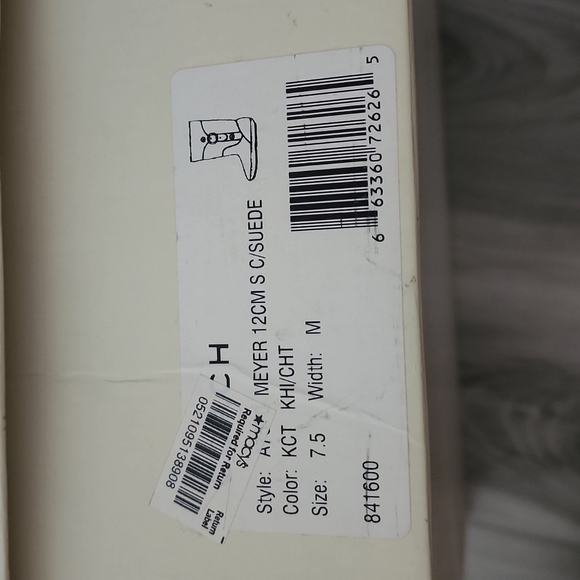 CH
Style: A MEYER 12CM S C/SUEDE
Color: KCT KHI/CHT
Size: 7.5 Width: M
841600
6 63360 72626 5
★macy's
Required for Return
0521095138908
Return
Label